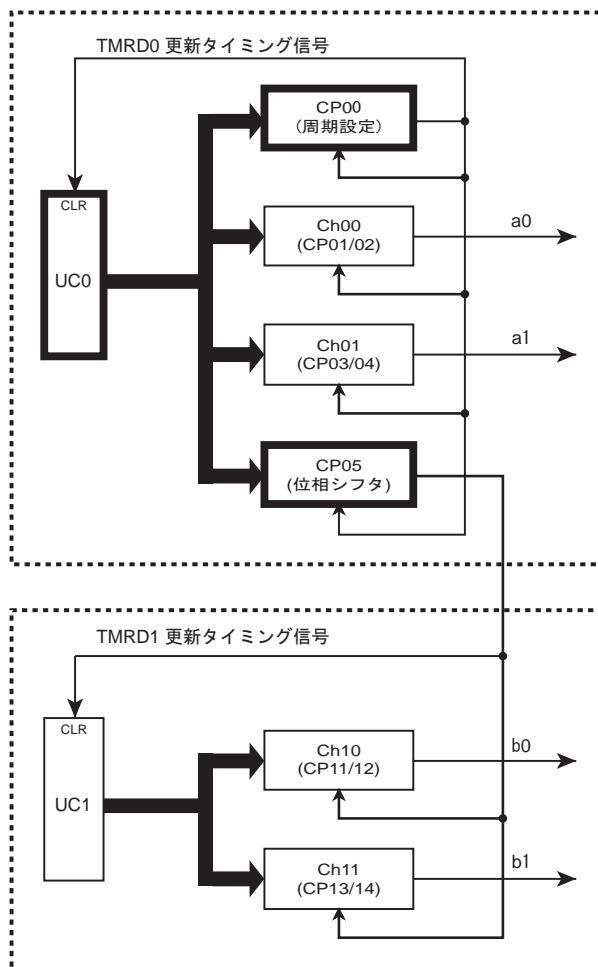 TMRD0 更新タイミング信号
CP00
(周期設定)
CLR
UC0
Ch00
(CP01/02)
a0
Ch01
(CP03/04)
a1
CP05
(位相シフタ)
TMRD1 更新タイミング信号
CLR
UC1
Ch10
(CP11/12)
b0
Ch11
(CP13/14)
b1